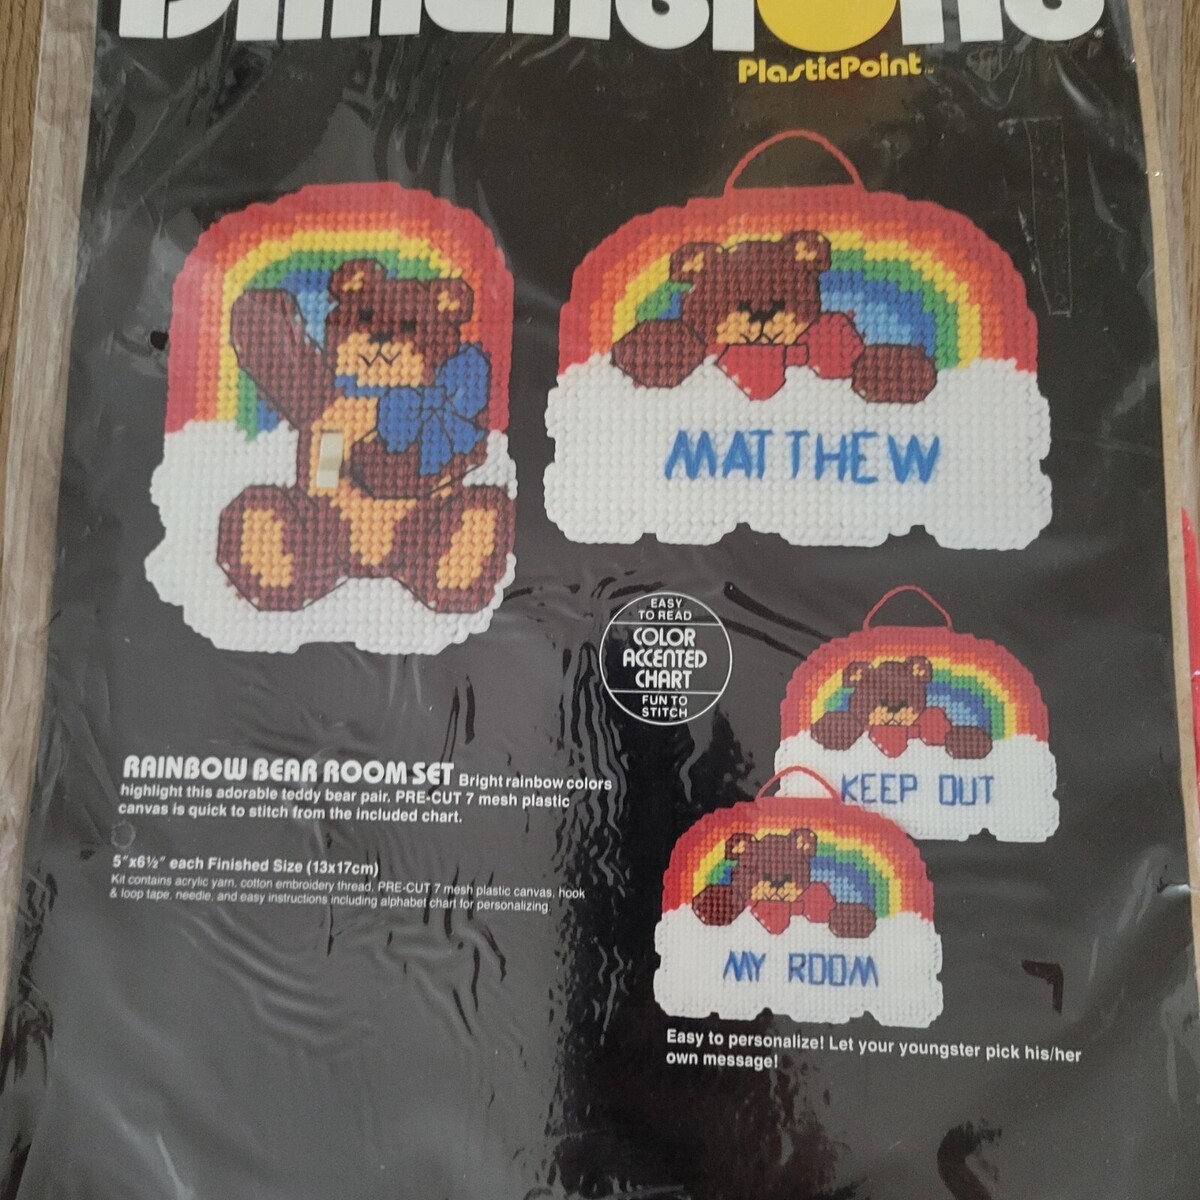 Dimensions
PlasticPoint™
MATTHEW
EASY
TO READ
COLOR
ACCENTED
CHART
FUN TO
STITCH
KEEP OUT
RAINBOW BEAR ROOM SET Bright rainbow colors
highlight this adorable teddy bear pair. PRE-CUT 7 mesh plastic
canvas is quick to stitch from the included chart.
5"x6½" each Finished Size (13x17cm)
Kit contains acrylic yarn, cotton embroidery thread, PRE-CUT 7 mesh plastic canvas, hook
& loop tape, needle, and easy instructions including alphabet chart for personalizing.
MY ROOM
Easy to personalize! Let your youngster pick his/her
own message!